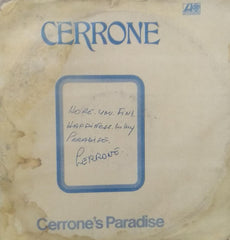 CERRONE
HOPE YOU FIND
HAPPINESS IN MY
PARADISE.
CERRONE.
Cerrone's Paradise